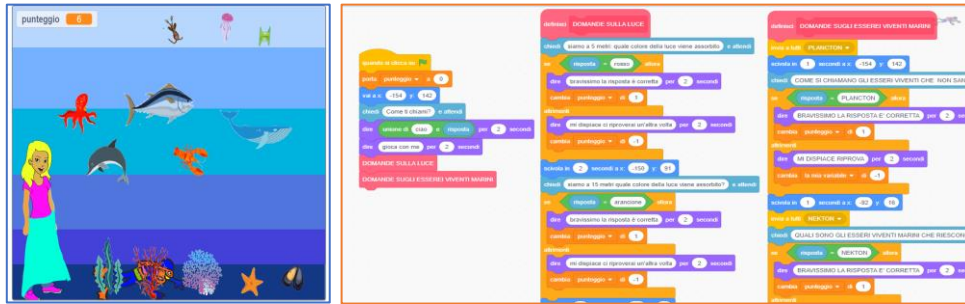 punteggio 6
quando si clicca su
porta punteggio a 0
vai a x: -154 y: 142
chiedi Come ti chiami? e attendi
dire unione di ciao e risposta per 2 secondi
dire gioca con me per 2 secondi
DOMANDE SULLA LUCE
DOMANDE SUGLI ESSEREI VIVENTI MARINI
definisci DOMANDE SULLA LUCE
chiedi siamo a 5 metri: quale colore della luce viene assorbito e attendi
se risposta = rosso allora
dire bravissimo la risposta è corretta per 2 secondi
cambia punteggio di 1
altrimenti
dire mi dispiace ci riproverai un'altra volta per 2 secondi
cambia punteggio di -1
scivola in 2 secondi a x: -150 y: 91
chiedi siamo a 15 metri quale colore della luce viene assorbito? e attendi
se risposta = arancione allora
dire bravissimo la risposta è corretta per 2 secondi
cambia punteggio di 1
altrimenti
dire mi dispiace ci riproverai un'altra volta per 2 secondi
cambia punteggio di -1
definisci DOMANDE SUGLI ESSEREI VIVENTI MARINI
invia a tutti PLANCTON
scivola in 1 secondi a x: -154 y: 142
chiedi COME SI CHIAMANO GLI ESSERI VIVENTI CHE NON SAN
se risposta = PLANCTON allora
dire BRAVISSIMO LA RISPOSTA E' CORRETTA per 2 se
cambia punteggio di 1
altrimenti
dire MI DISPIACE RIPROVA per 2 secondi
cambia la mia variabile di -1
scivola in 1 secondi a x: -92 y: 16
invia a tutti NEKTON
chiedi QUALI SONO GLI ESSERI VIVENTI MARINI CHE RIESCON
se risposta = NEKTON allora
dire BRAVISSIMO LA RISPOSTA E' CORRETTA per 2 sec
cambia punteggio di 1
altrimenti